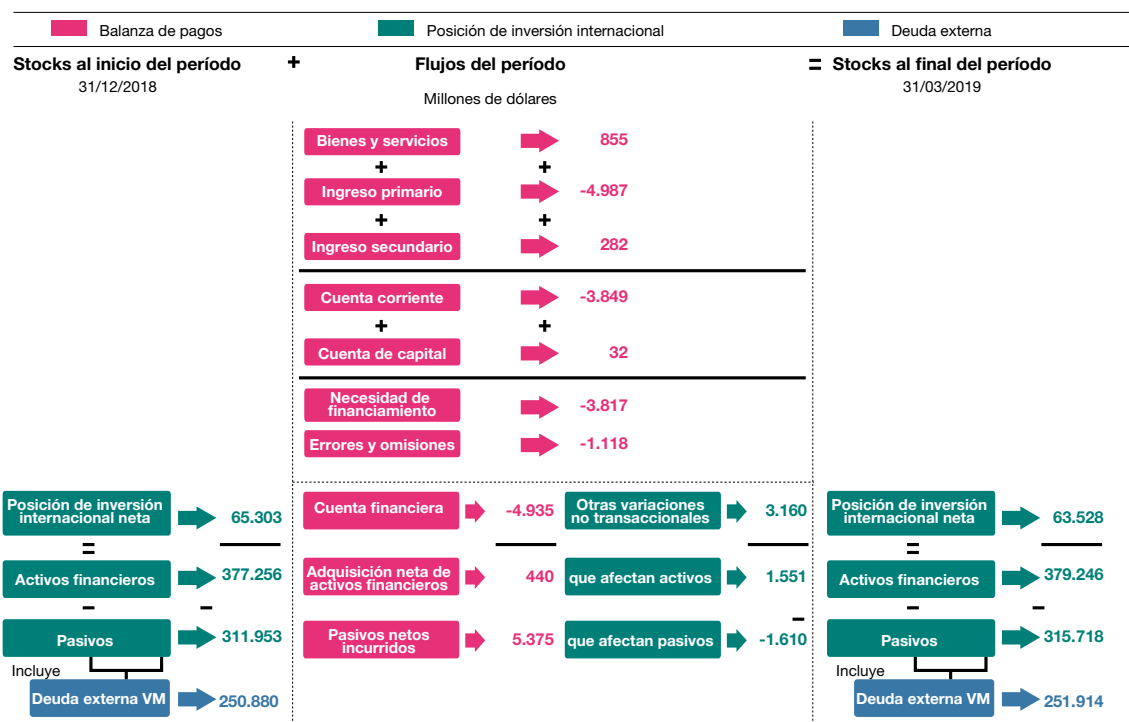 Balanza de pagos
Posición de inversión internacional
Deuda externa
Stocks al inicio del período
31/12/2018
+
Flujos del período
Millones de dólares
= Stocks al final del período
31/03/2019
Bienes y servicios 855
+ +
Ingreso primario -4.987
+ +
Ingreso secundario 282
Cuenta corriente -3.849
+ +
Cuenta de capital 32
Necesidad de
financiamiento
-3.817
Errores y omisiones -1.118
Posición de inversión
internacional neta
65.303
=
Activos financieros 377.256
- -
Pasivos 311.953
Incluye
Deuda externa VM 250.880
Cuenta financiera -4.935
Adquisición neta de
activos financieros
440
Pasivos netos
incurridos
5.375
Otras variaciones
no transaccionales
3.160
que afectan activos 1.551
-
que afectan pasivos -1.610
Posición de inversión
internacional neta
63.528
=
Activos financieros 379.246
- -
Pasivos 315.718
Incluye
Deuda externa VM 251.914